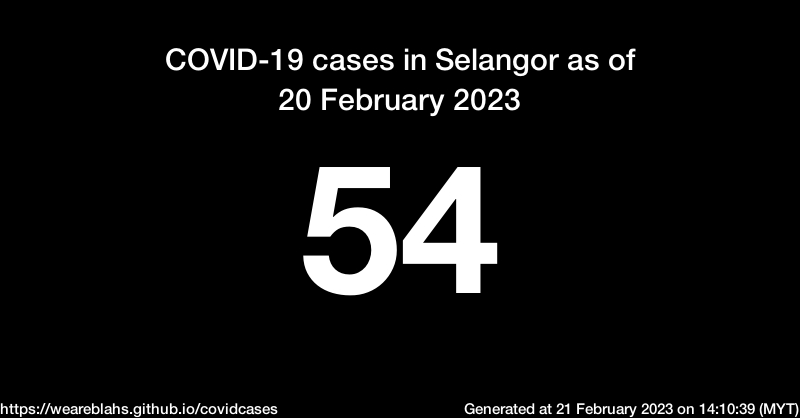 COVID-19 cases in Selangor as of
20 February 2023
54
https://weareblahs.github.io/covidcases
Generated at 21 February 2023 on 14:10:39 (MYT)